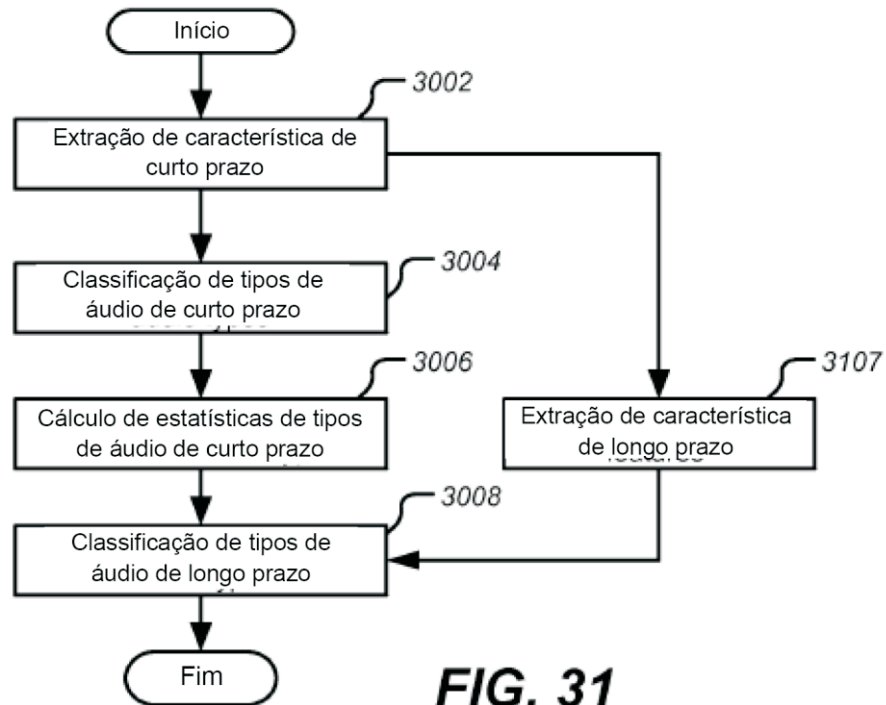 Início
3002
Extração de característica de
curto prazo
3004
Classificação de tipos de
áudio de curto prazo
3006
Cálculo de estatísticas de tipos
de áudio de curto prazo
3107
Extração de característica
de longo prazo
3008
Classificação de tipos de
áudio de longo prazo
Fim
FIG. 31